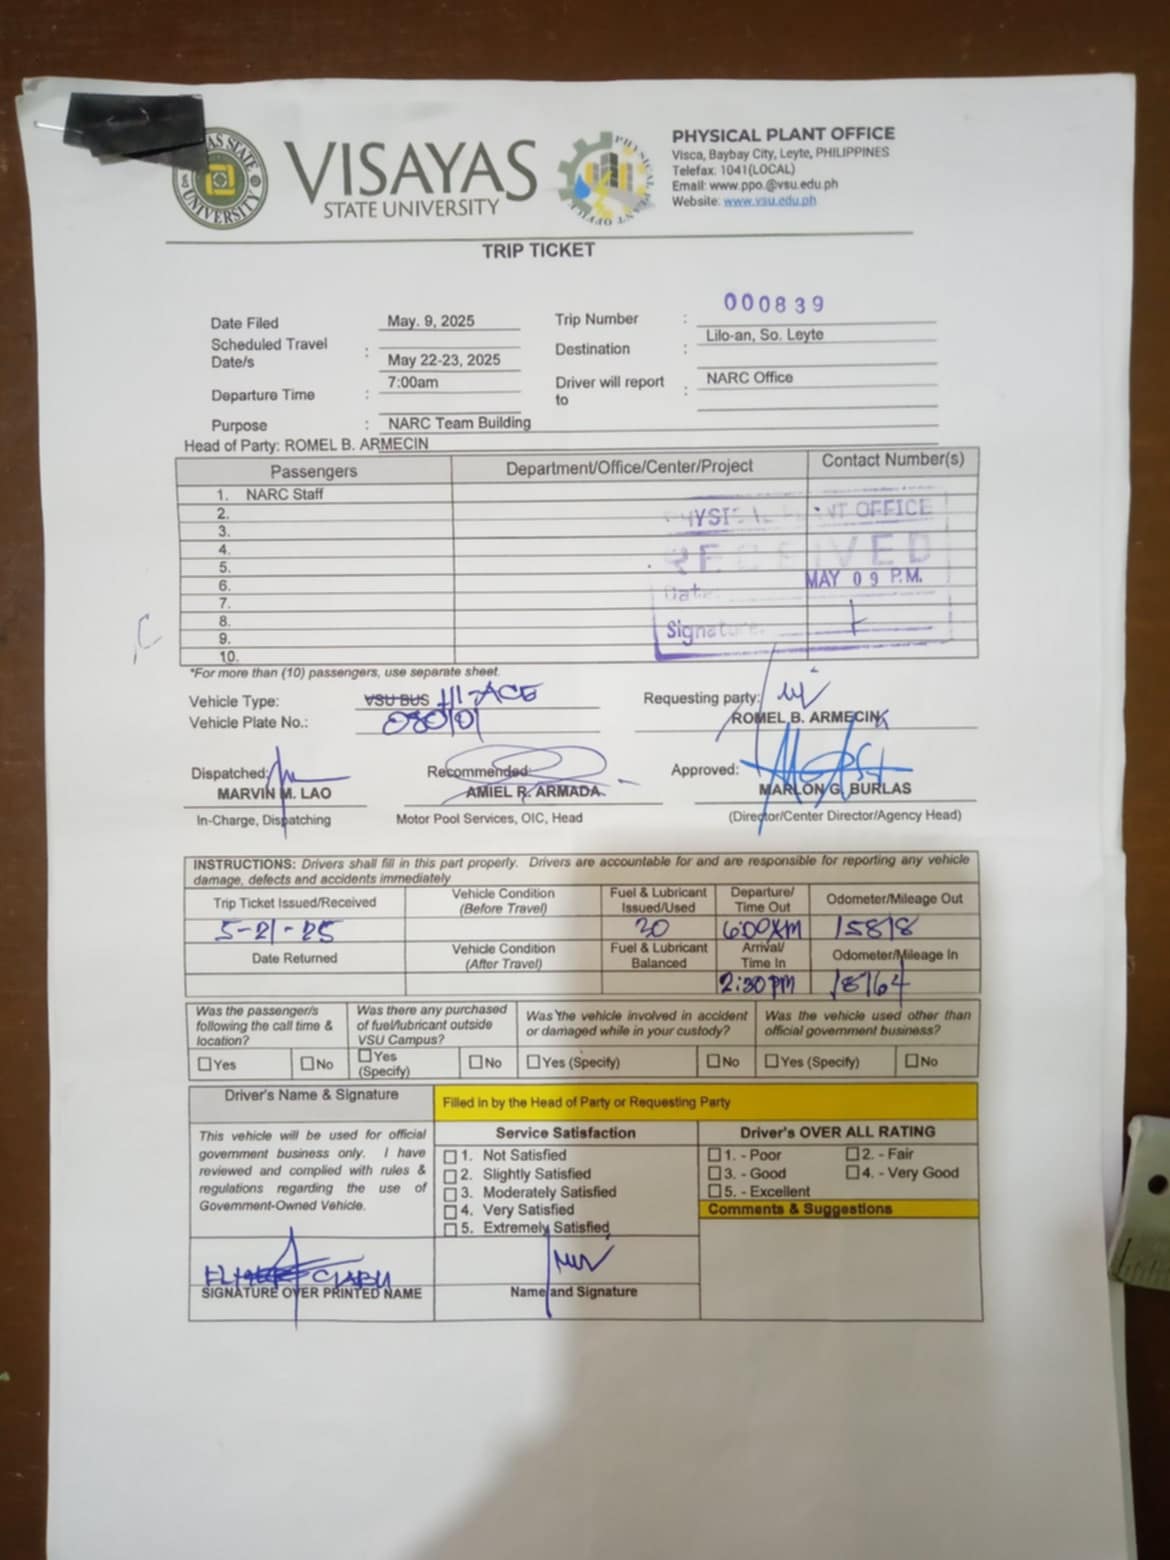 VISAYAS
STATE UNIVERSITY
PHYSICAL PLANT OFFICE
Visca, Baybay City, Leyte, PHILIPPINES
Telefax: 1041(LOCAL)
Email: www.ppo.@vsu.edu.ph
Website: www.vsu.edu.ph
TRIP TICKET
000839
Date Filed May. 9, 2025 Trip Number :
Scheduled Travel Date/s : May 22-23, 2025 Destination : Lilo-an, So. Leyte
Departure Time : 7:00am Driver will report to : NARC Office
Purpose : NARC Team Building
Head of Party: ROMEL B. ARMECIN
Passengers Department/Office/Center/Project Contact Number(s)
1. NARC Staff
2.
3.
4.
5.
6.
7.
8.
9.
10.
PHYSICAL PLANT OFFICE
RECEIVED
Date: MAY 09 P.M.
Signature:
*For more than (10) passengers, use separate sheet.
Vehicle Type: VSU BUS HI-ACE Requesting party:
Vehicle Plate No.: ROMEL B. ARMECIN
Dispatched: Recommended: Approved:
MARVIN M. LAO AMIEL R. ARMADA MARLON G. BURLAS
In-Charge, Dispatching Motor Pool Services, OIC, Head (Director/Center Director/Agency Head)
INSTRUCTIONS: Drivers shall fill in this part properly. Drivers are accountable for and are responsible for reporting any vehicle
damage, defects and accidents immediately
Trip Ticket Issued/Received Vehicle Condition (Before Travel) Fuel & Lubricant Issued/Used Departure/ Time Out Odometer/Mileage Out
5-21-25 6:00AM 15818
Date Returned Vehicle Condition (After Travel) Fuel & Lubricant Balanced Arrival/ Time In Odometer/Mileage In
2:30PM
Was the passenger/s following the call time & location? Was there any purchased of fuel/lubricant outside VSU Campus? Was the vehicle involved in accident or damaged while in your custody? Was the vehicle used other than official government business?
☐Yes ☐No ☐Yes (Specify) ☐No ☐Yes (Specify) ☐No ☐Yes (Specify) ☐No
Driver's Name & Signature Filled in by the Head of Party or Requesting Party
This vehicle will be used for official
government business only. I have
reviewed and complied with rules &
regulations regarding the use of
Government-Owned Vehicle.
Service Satisfaction
☐ 1. Not Satisfied
☐ 2. Slightly Satisfied
☐ 3. Moderately Satisfied
☐ 4. Very Satisfied
☐ 5. Extremely Satisfied
Driver's OVER ALL RATING
☐1. - Poor ☐2. - Fair
☐3. - Good ☐4. - Very Good
☐5. - Excellent
Comments & Suggestions
SIGNATURE OVER PRINTED NAME Name and Signature